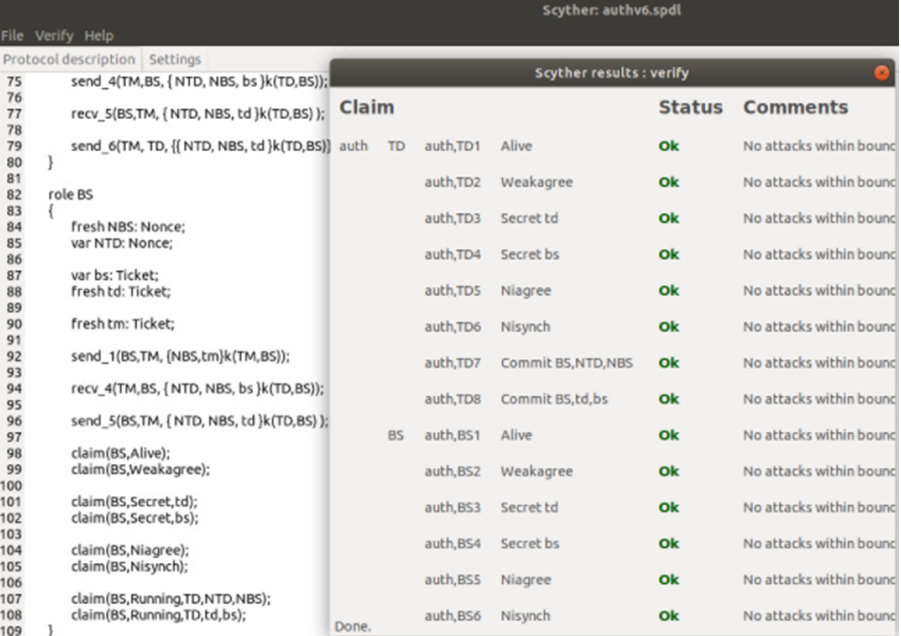 Scyther: authv6.spdl
File Verify Help
Protocol description Settings
75 send_4(TM,BS, { NTD, NBS, bs }k(TD,BS));
76
77 recv_5(BS,TM, { NTD, NBS, td }k(TD,BS) );
78
79 send_6(TM, TD, {{ NTD, NBS, td }k(TD,BS)}
80 }
81
82 role BS
83 {
84 fresh NBS: Nonce;
85 var NTD: Nonce;
86
87 var bs: Ticket;
88 fresh td: Ticket;
89
90 fresh tm: Ticket;
91
92 send_1(BS,TM, {NBS,tm}k(TM,BS));
93
94 recv_4(TM,BS, { NTD, NBS, bs }k(TD,BS));
95
96 send_5(BS,TM, { NTD, NBS, td }k(TD,BS) );
97
98 claim(BS,Alive);
99 claim(BS,Weakagree);
100
101 claim(BS,Secret,td);
102 claim(BS,Secret,bs);
103
104 claim(BS,Niagree);
105 claim(BS,Nisynch);
106
107 claim(BS,Running,TD,NTD,NBS);
108 claim(BS,Running,TD,td,bs);
109 }
Scyther results : verify
Claim Status Comments
auth TD auth,TD1 Alive Ok No attacks within bounc
auth,TD2 Weakagree Ok No attacks within bounc
auth,TD3 Secret td Ok No attacks within bounc
auth,TD4 Secret bs Ok No attacks within bounc
auth,TD5 Niagree Ok No attacks within bounc
auth,TD6 Nisynch Ok No attacks within bounc
auth,TD7 Commit BS,NTD,NBS Ok No attacks within bounc
auth,TD8 Commit BS,td,bs Ok No attacks within bounc
BS auth,BS1 Alive Ok No attacks within bounc
auth,BS2 Weakagree Ok No attacks within bounc
auth,BS3 Secret td Ok No attacks within bounc
auth,BS4 Secret bs Ok No attacks within bounc
auth,BS5 Niagree Ok No attacks within bounc
auth,BS6 Nisynch Ok No attacks within bounc
Done.